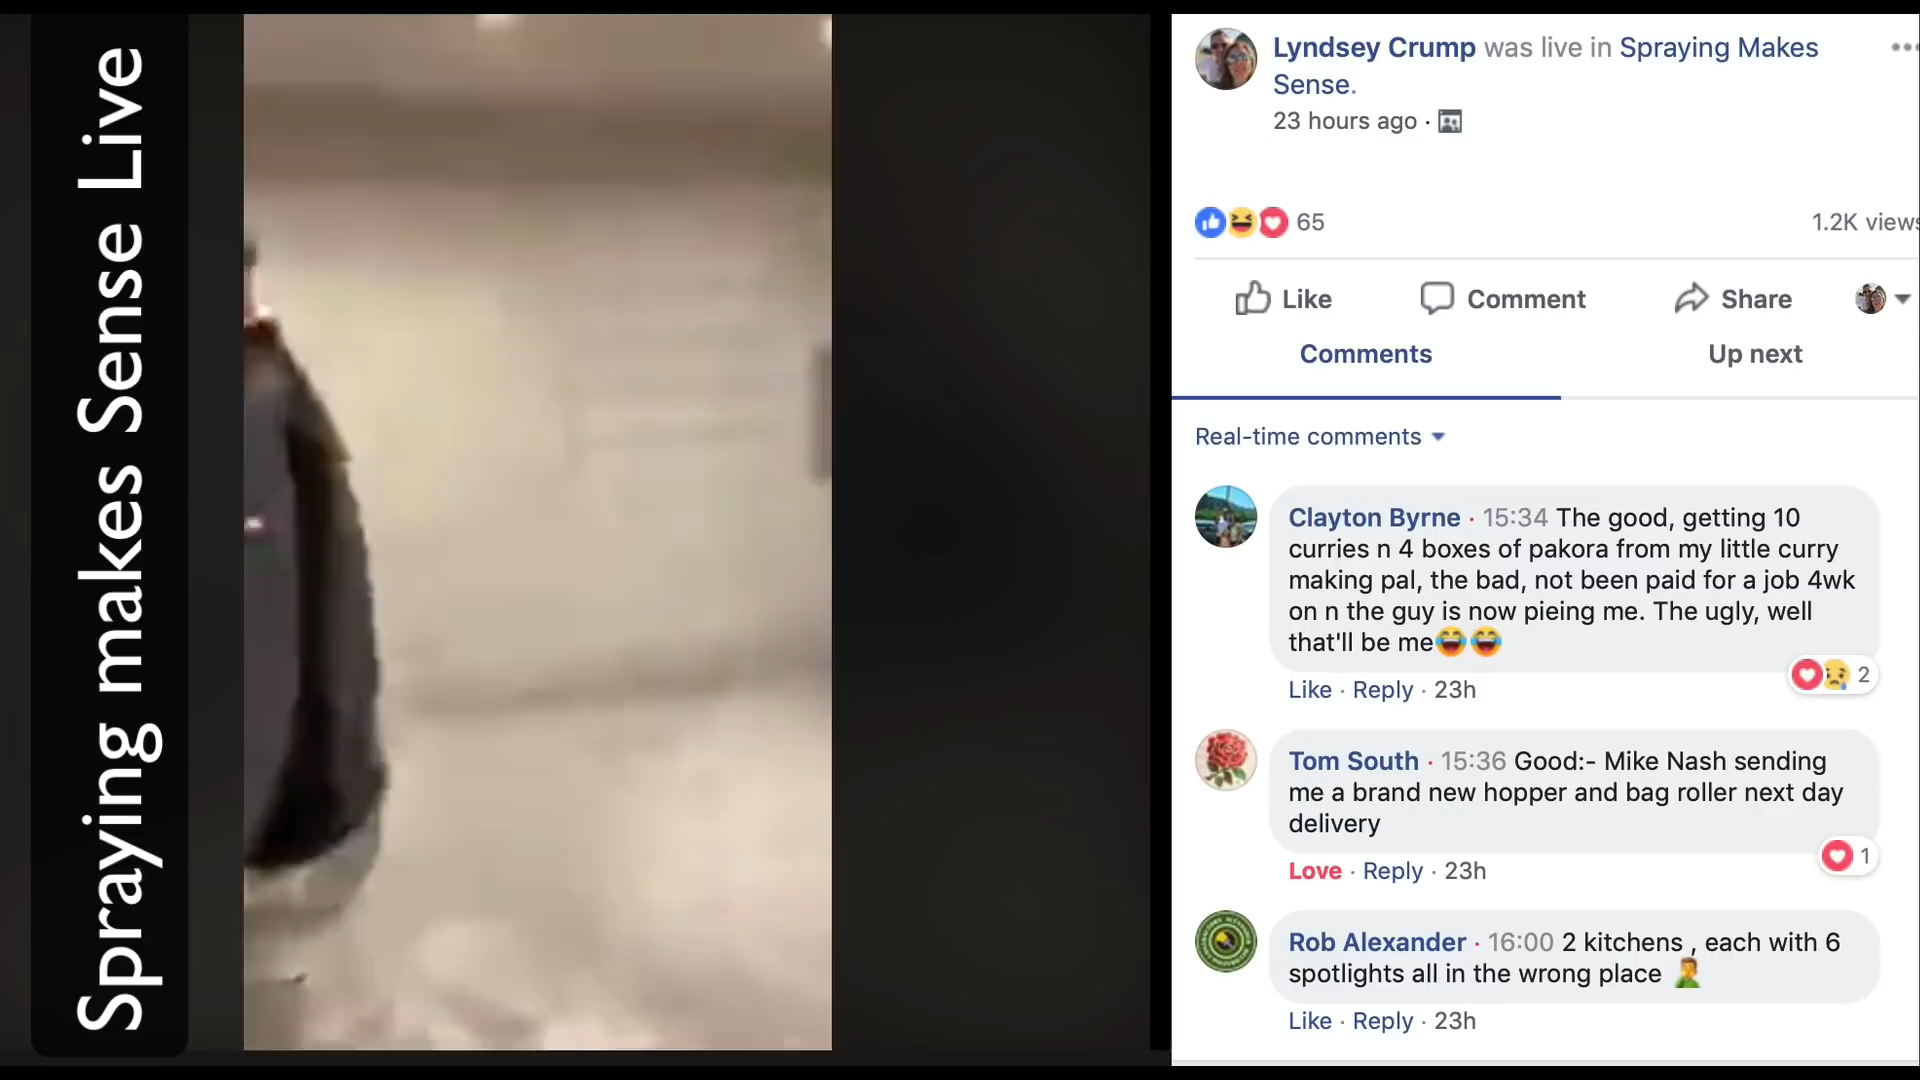 Spraying makes Sense Live
Lyndsey Crump was live in Spraying Makes
Sense.
23 hours ago ·
65
1.2K views
Like
Comment
Share
Comments
Up next
Real-time comments
Clayton Byrne · 15:34 The good, getting 10
curries n 4 boxes of pakora from my little curry
making pal, the bad, not been paid for a job 4wk
on n the guy is now pieing me. The ugly, well
that'll be me😂😂
2
Like · Reply · 23h
Tom South · 15:36 Good:- Mike Nash sending
me a brand new hopper and bag roller next day
delivery
1
Love · Reply · 23h
Rob Alexander · 16:00 2 kitchens , each with 6
spotlights all in the wrong place 🤦‍♂️
Like · Reply · 23h